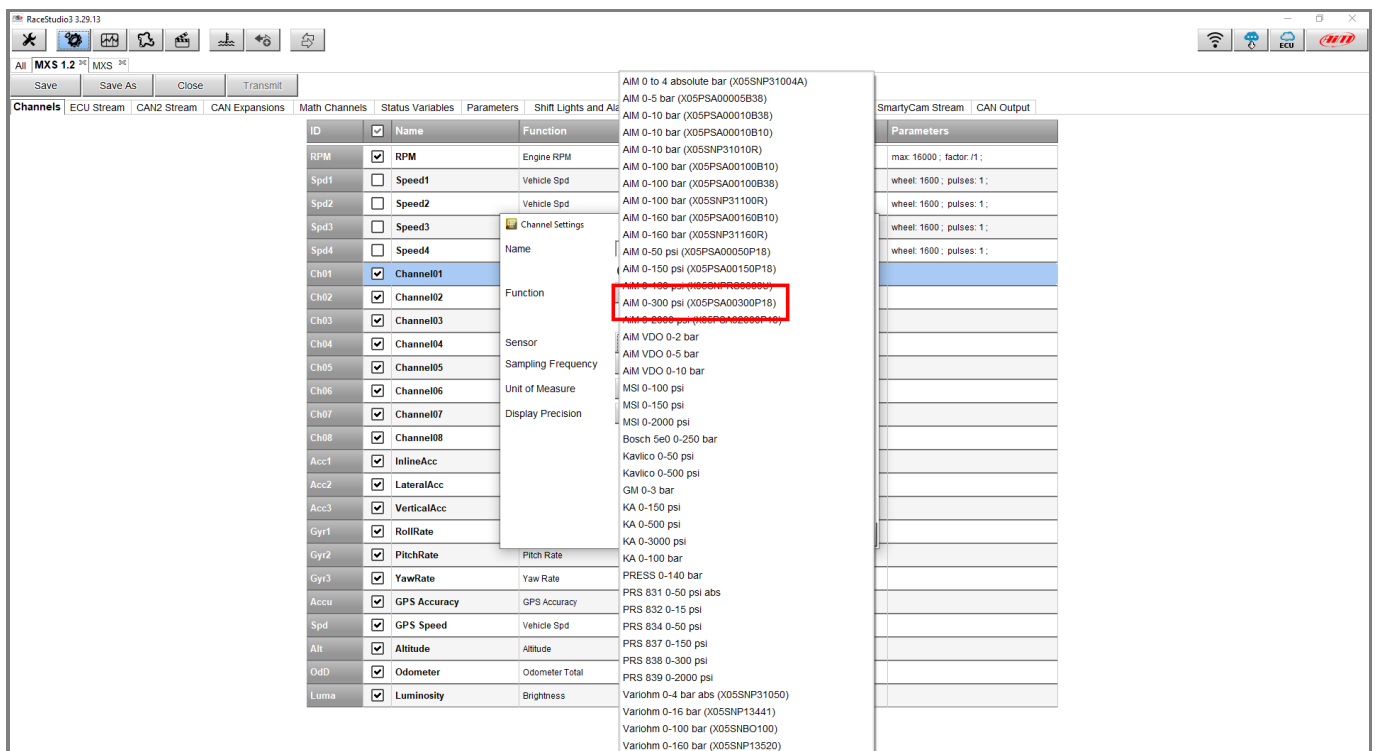 RaceStudio3 3.29.13
ECU
AiM
All MXS 1.2 MXS
Save Save As Close Transmit
Channels ECU Stream CAN2 Stream CAN Expansions Math Channels Status Variables Parameters Shift Lights and Ala SmartyCam Stream CAN Output
ID Name Function Parameters
RPM RPM Engine RPM max: 16000 ; factor: /1 ;
Spd1 Speed1 Vehicle Spd wheel: 1600 ; pulses: 1 ;
Spd2 Speed2 Vehicle Spd wheel: 1600 ; pulses: 1 ;
Spd3 Speed3 wheel: 1600 ; pulses: 1 ;
Spd4 Speed4 wheel: 1600 ; pulses: 1 ;
Ch01 Channel01
Ch02 Channel02
Ch03 Channel03
Ch04 Channel04
Ch05 Channel05
Ch06 Channel06
Ch07 Channel07
Ch08 Channel08
Acc1 InlineAcc
Acc2 LateralAcc
Acc3 VerticalAcc
Gyr1 RollRate
Gyr2 PitchRate Pitch Rate
Gyr3 YawRate Yaw Rate
Accu GPS Accuracy GPS Accuracy
Spd GPS Speed Vehicle Spd
Alt Altitude Altitude
OdD Odometer Odometer Total
Luma Luminosity Brightness
Channel Settings
Name
Function
Sensor
Sampling Frequency
Unit of Measure
Display Precision
AiM 0 to 4 absolute bar (X05SNP31004A)
AiM 0-5 bar (X05PSA00005B38)
AiM 0-10 bar (X05PSA00010B38)
AiM 0-10 bar (X05PSA00010B10)
AiM 0-10 bar (X05SNP31010R)
AiM 0-100 bar (X05PSA00100B10)
AiM 0-100 bar (X05PSA00100B38)
AiM 0-100 bar (X05SNP31100R)
AiM 0-160 bar (X05PSA00160B10)
AiM 0-160 bar (X05SNP31160R)
AiM 0-50 psi (X05PSA00050P18)
AiM 0-150 psi (X05PSA00150P18)
AiM 0-300 psi (X05PSA00300P18)
AiM 0-2000 psi (X05PSA02000P18)
AiM VDO 0-2 bar
AiM VDO 0-5 bar
AiM VDO 0-10 bar
MSI 0-100 psi
MSI 0-150 psi
MSI 0-2000 psi
Bosch 5e0 0-250 bar
Kavlico 0-50 psi
Kavlico 0-500 psi
GM 0-3 bar
KA 0-150 psi
KA 0-500 psi
KA 0-3000 psi
KA 0-100 bar
PRESS 0-140 bar
PRS 831 0-50 psi abs
PRS 832 0-15 psi
PRS 834 0-50 psi
PRS 837 0-150 psi
PRS 838 0-300 psi
PRS 839 0-2000 psi
Variohm 0-4 bar abs (X05SNP31050)
Variohm 0-16 bar (X05SNP13441)
Variohm 0-100 bar (X05SNBO100)
Variohm 0-160 bar (X05SNP13520)